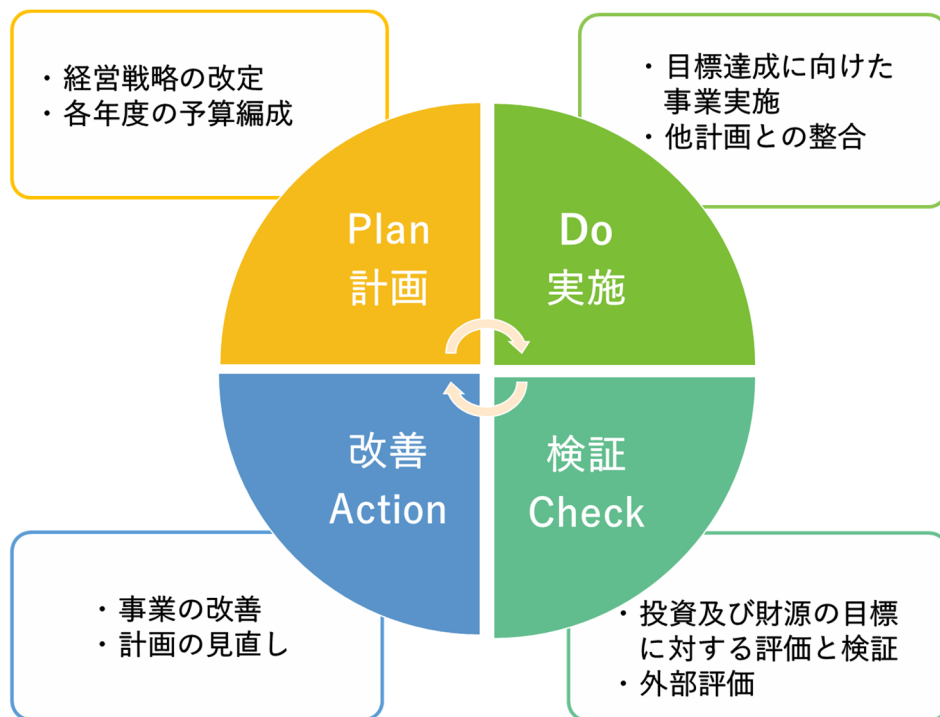 ・経営戦略の改定
・各年度の予算編成
・目標達成に向けた
事業実施
・他計画との整合
Plan
計画
Do
実施
改善
Action
検証
Check
・事業の改善
・計画の見直し
・投資及び財源の目標
に対する評価と検証
・外部評価